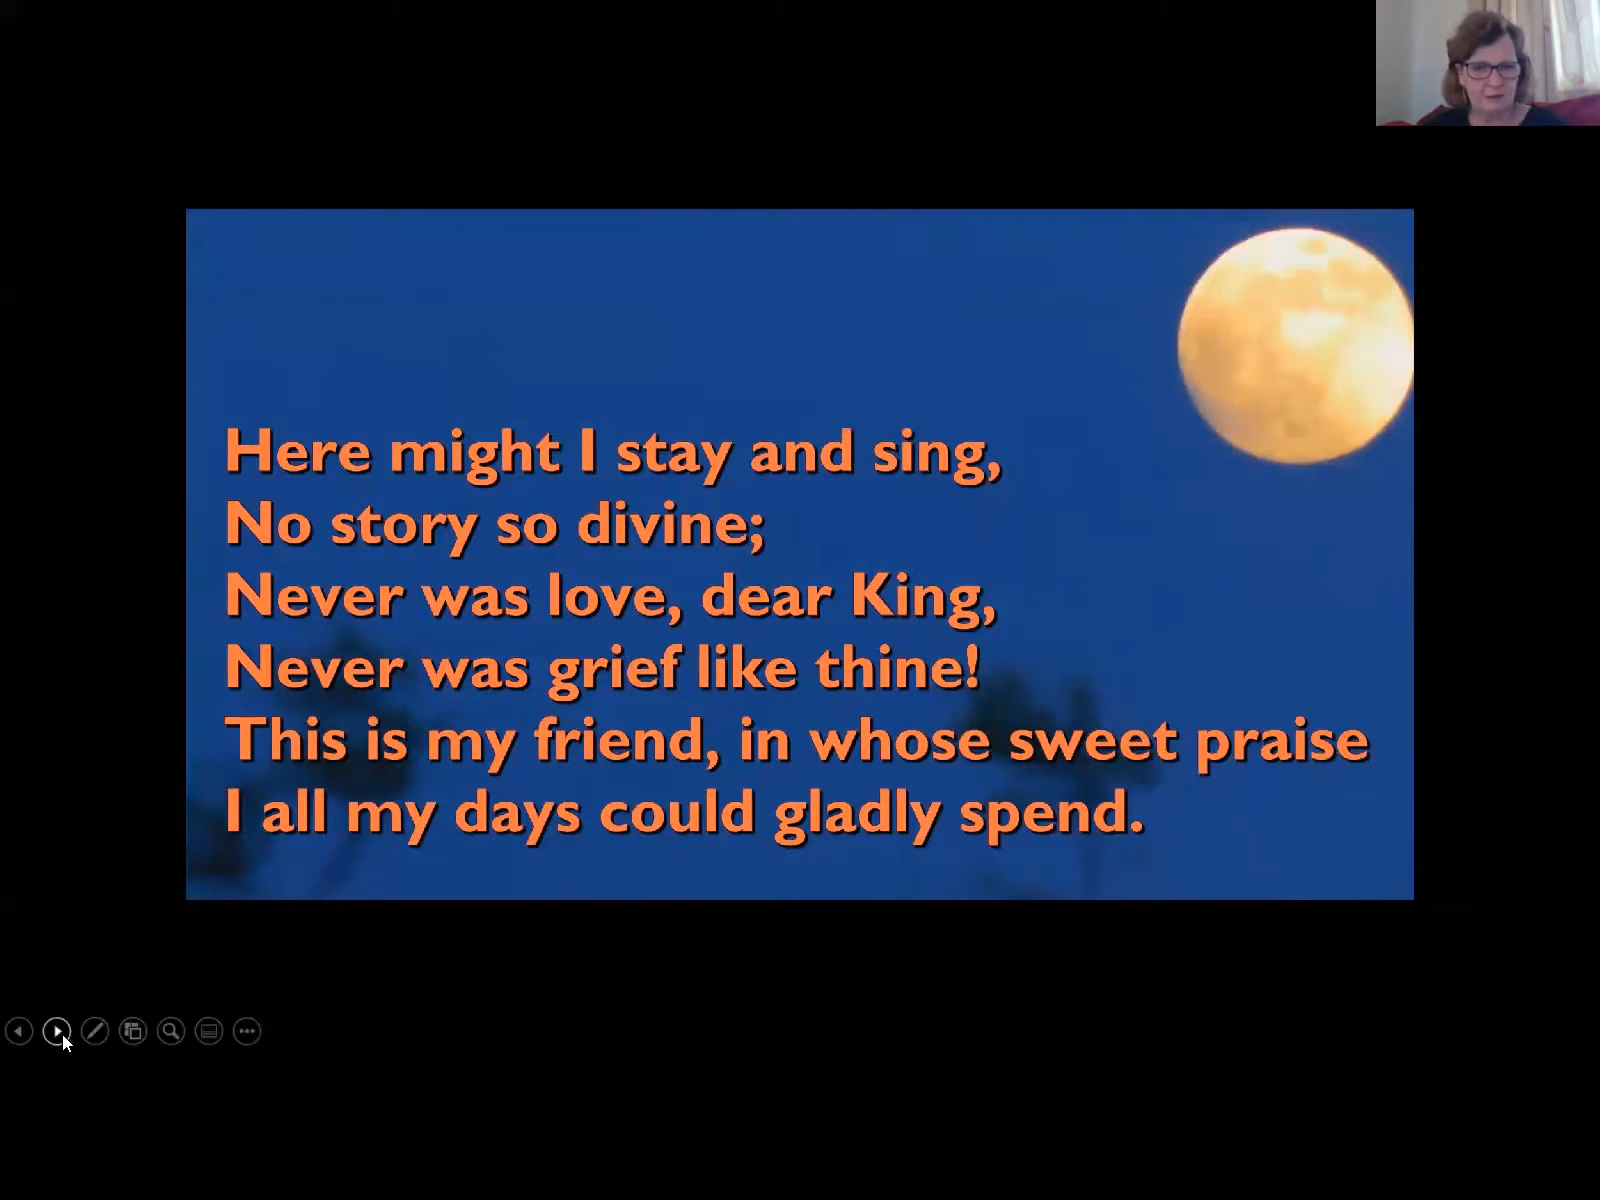 Here might I stay and sing,
No story so divine;
Never was love, dear King,
Never was grief like thine!
This is my friend, in whose sweet praise
I all my days could gladly spend.